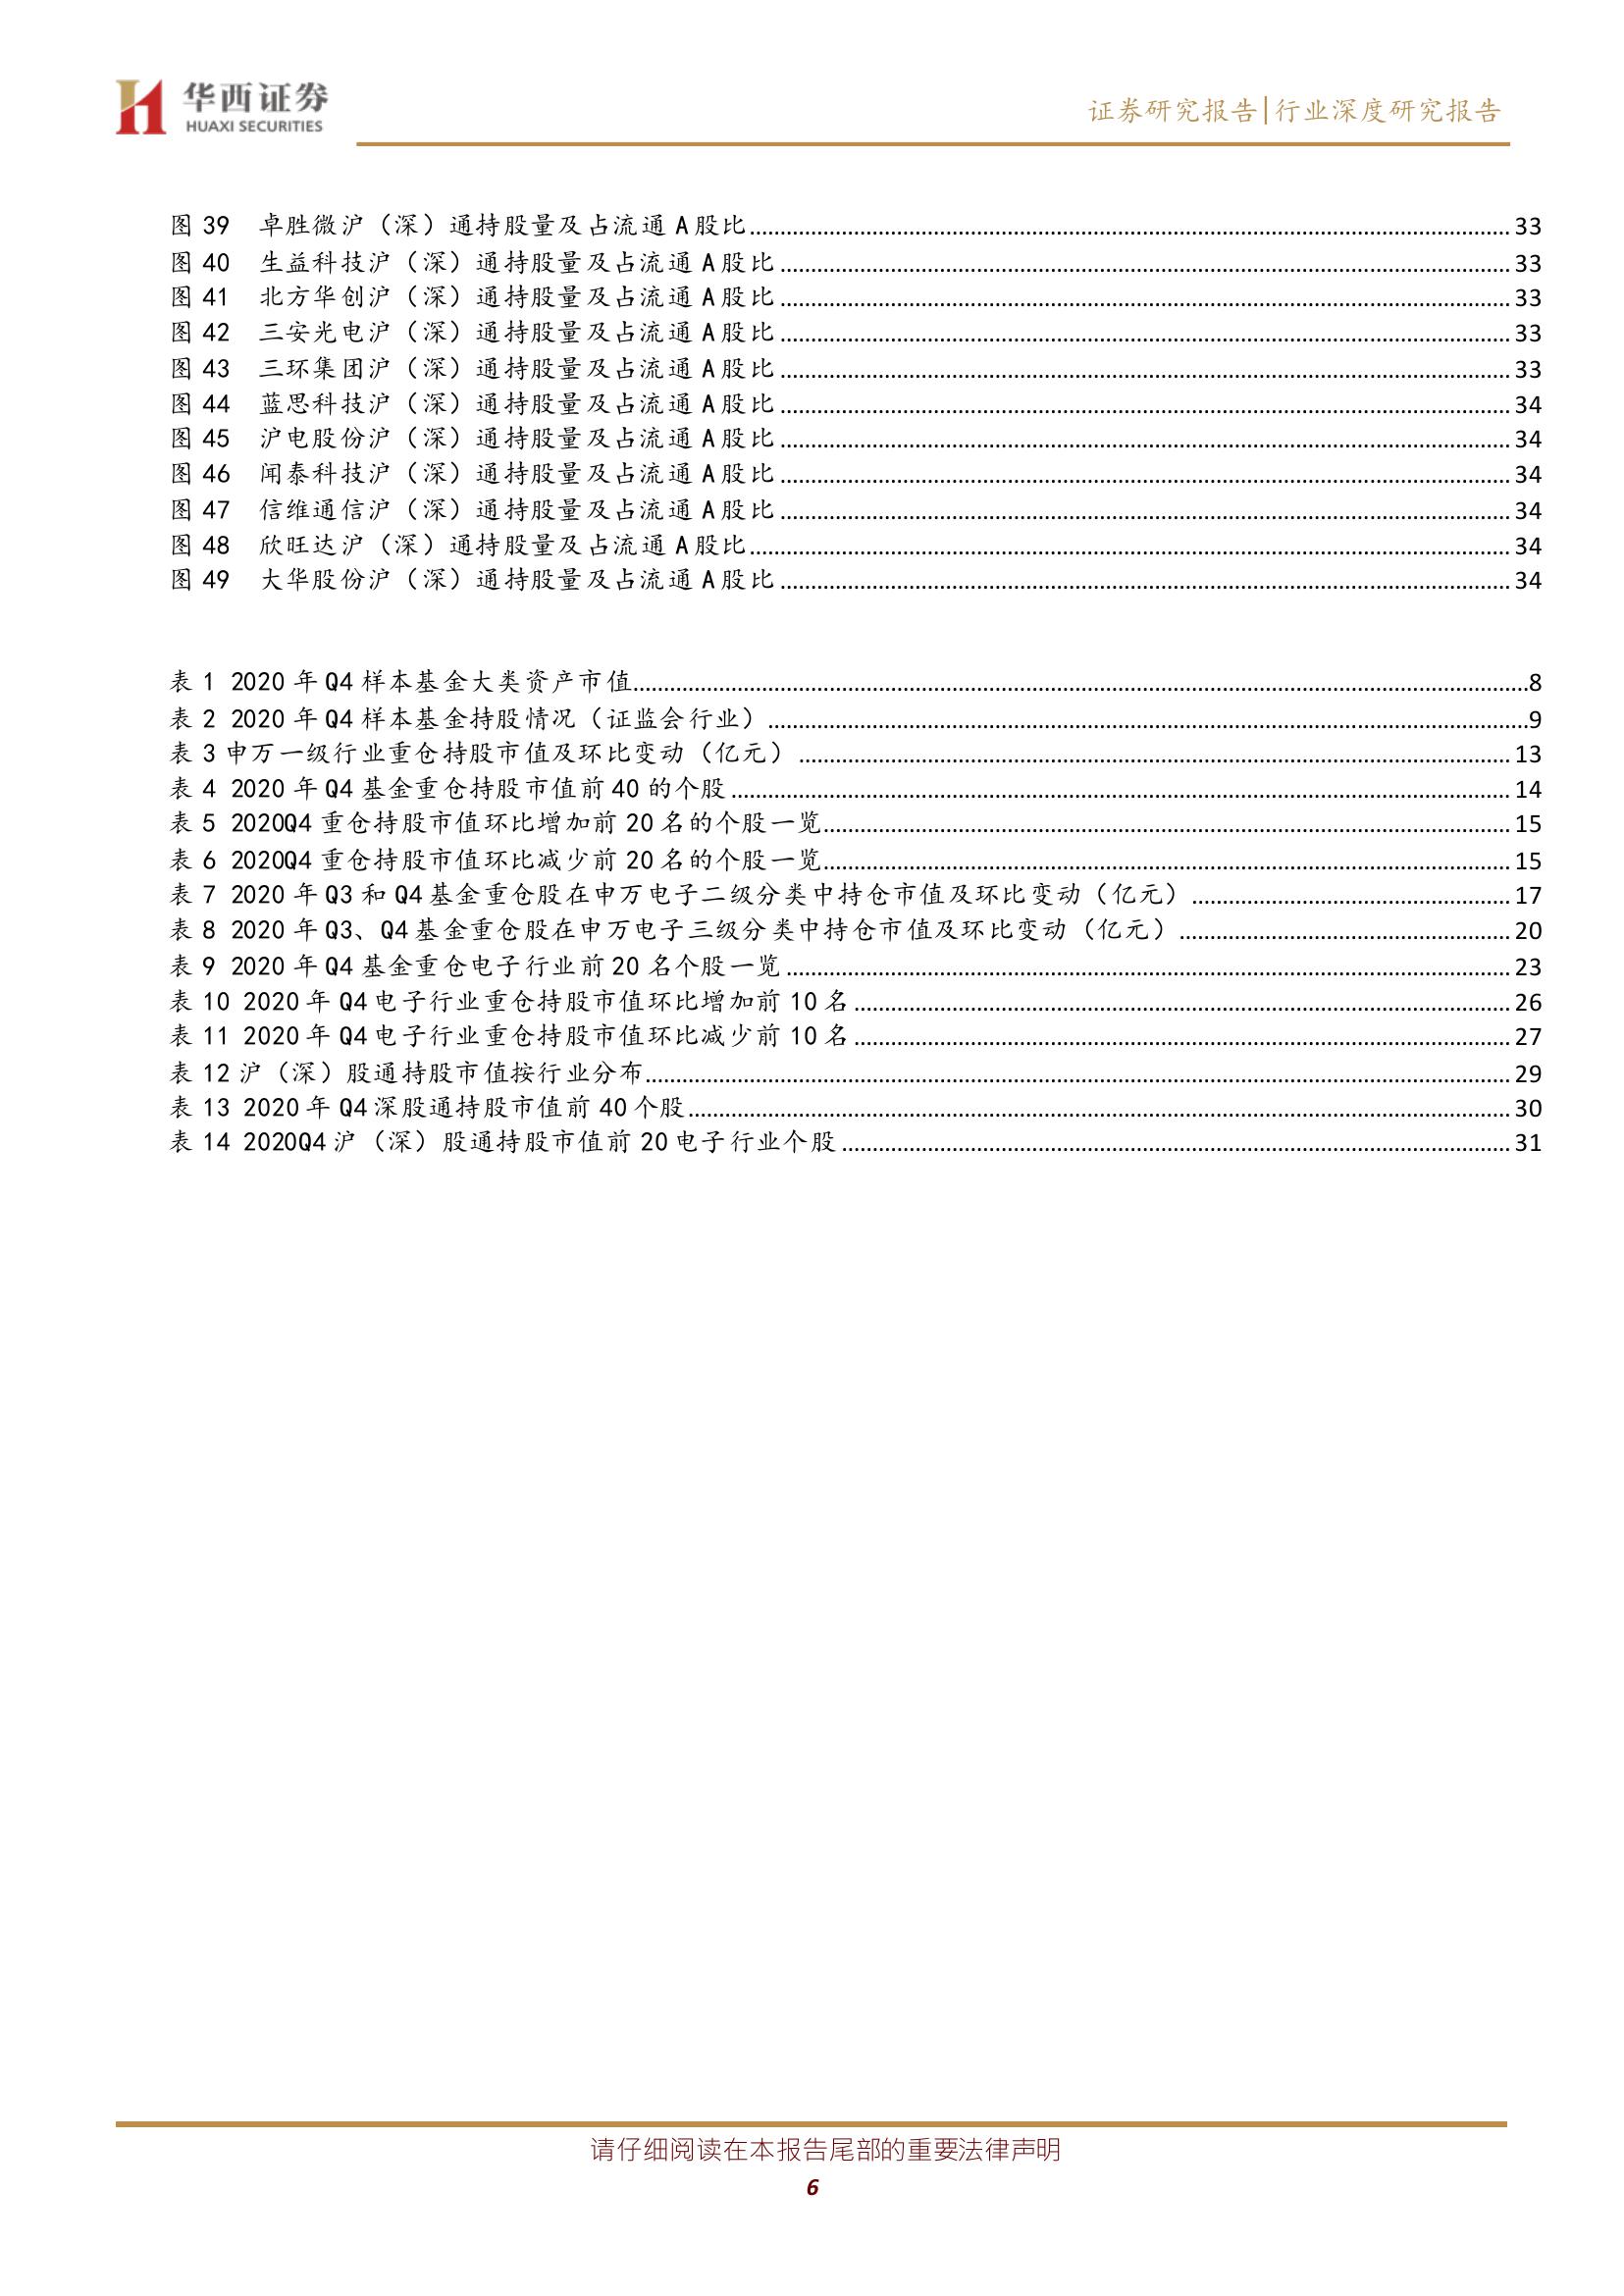 华西证券
HUAXI SECURITIES
证券研究报告|行业深度研究报告
图 39 卓胜微沪（深）通持股量及占流通 A 股比........33
图 40 生益科技沪（深）通持股量及占流通 A 股比........33
图 41 北方华创沪（深）通持股量及占流通 A 股比........33
图 42 三安光电沪（深）通持股量及占流通 A 股比........33
图 43 三环集团沪（深）通持股量及占流通 A 股比........33
图 44 蓝思科技沪（深）通持股量及占流通 A 股比........34
图 45 沪电股份沪（深）通持股量及占流通 A 股比........34
图 46 闻泰科技沪（深）通持股量及占流通 A 股比........34
图 47 信维通信沪（深）通持股量及占流通 A 股比........34
图 48 欣旺达沪（深）通持股量及占流通 A 股比........34
图 49 大华股份沪（深）通持股量及占流通 A 股比........34
表 1 2020 年 Q4 样本基金大类资产市值........8
表 2 2020 年 Q4 样本基金持股情况（证监会行业）........9
表 3 申万一级行业重仓持股市值及环比变动（亿元）........13
表 4 2020 年 Q4 基金重仓持股市值前 40 的个股........14
表 5 2020Q4 重仓持股市值环比增加前 20 名的个股一览........15
表 6 2020Q4 重仓持股市值环比减少前 20 名的个股一览........15
表 7 2020 年 Q3 和 Q4 基金重仓股在申万电子二级分类中持仓市值及环比变动（亿元）........17
表 8 2020 年 Q3、Q4 基金重仓股在申万电子三级分类中持仓市值及环比变动（亿元）........20
表 9 2020 年 Q4 基金重仓电子行业前 20 名个股一览........23
表 10 2020 年 Q4 电子行业重仓持股市值环比增加前 10 名........26
表 11 2020 年 Q4 电子行业重仓持股市值环比减少前 10 名........27
表 12 沪（深）股通持股市值按行业分布........29
表 13 2020 年 Q4 深股通持股市值前 40 个股........30
表 14 2020Q4 沪（深）股通持股市值前 20 电子行业个股........31
请仔细阅读在本报告尾部的重要法律声明
6